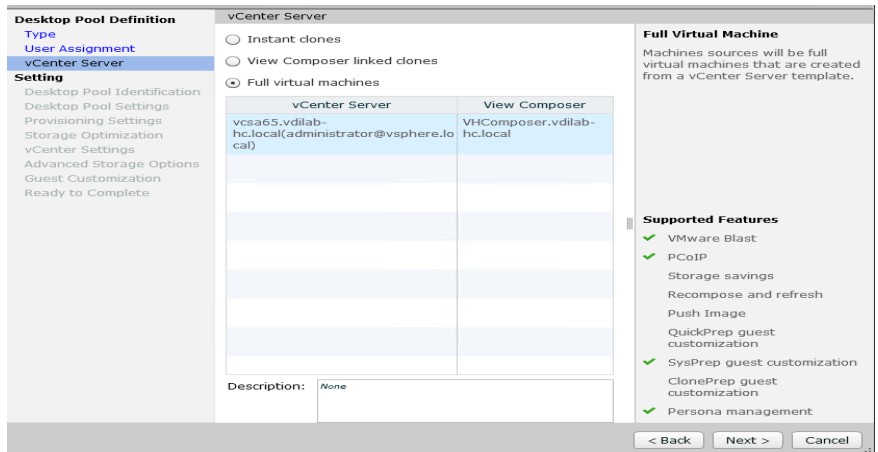 Desktop Pool Definition
Type
User Assignment
vCenter Server
Setting
Desktop Pool Identification
Desktop Pool Settings
Provisioning Settings
Storage Optimization
vCenter Settings
Advanced Storage Options
Guest Customization
Ready to Complete
vCenter Server
Instant clones
View Composer linked clones
Full virtual machines
vCenter Server View Composer
vcsa65.vdilab-
hc.local(administrator@vsphere.lo
cal)
VHComposer.vdilab-
hc.local
Description: None
Full Virtual Machine
Machines sources will be full
virtual machines that are created
from a vCenter Server template.
Supported Features
VMware Blast
PCoIP
Storage savings
Recompose and refresh
Push Image
QuickPrep guest
customization
SysPrep guest customization
ClonePrep guest
customization
Persona management
< Back Next > Cancel